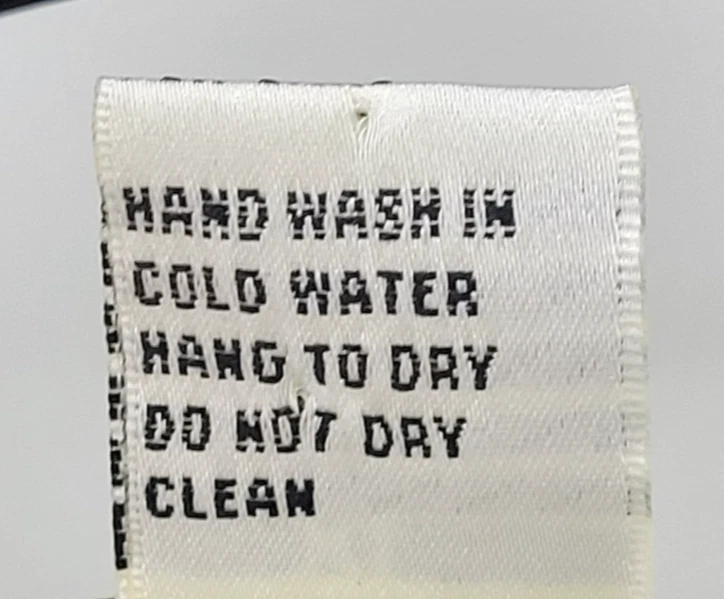 HAND WASH IN
COLD WATER
HANG TO DRY
DO NOT DRY
CLEAN